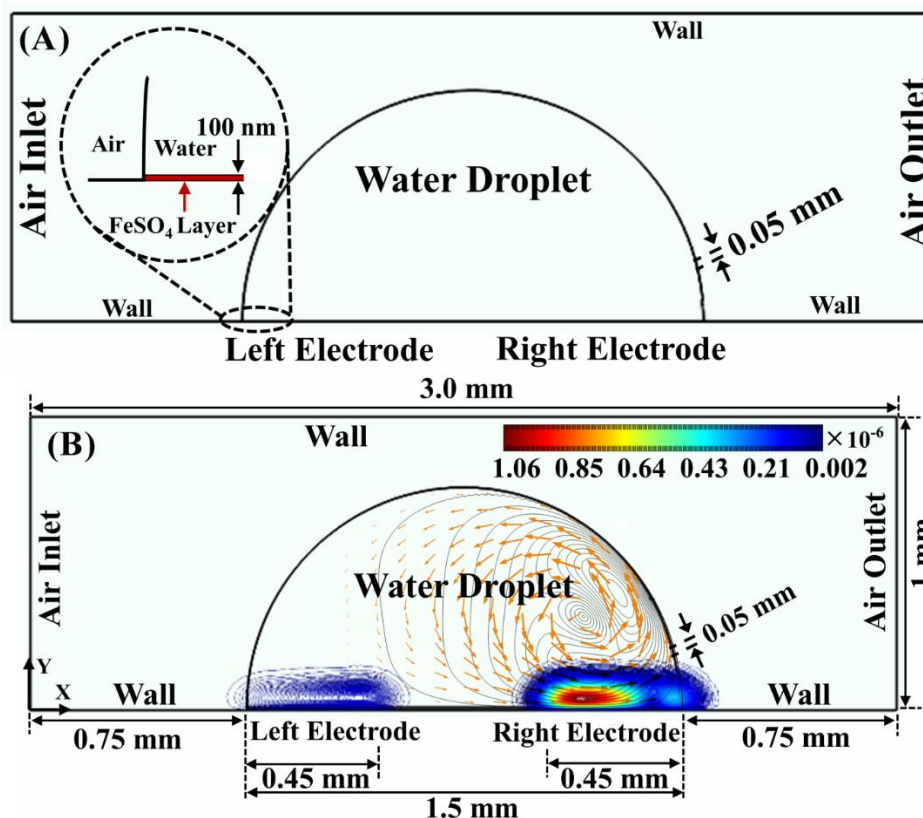 (A)
Wall
Air Inlet
Air
Water
100 nm
FeSO₄ Layer
Water Droplet
0.05 mm
Air Outlet
Wall
Wall
Left Electrode
Right Electrode
3.0 mm
(B)
Wall
× 10⁻⁶
1.06 0.85 0.64 0.43 0.21 0.002
Air Inlet
Water Droplet
0.05 mm
Air Outlet
1 mm
Y
X
Wall
Wall
Left Electrode
Right Electrode
0.75 mm
0.75 mm
0.45 mm
0.45 mm
1.5 mm